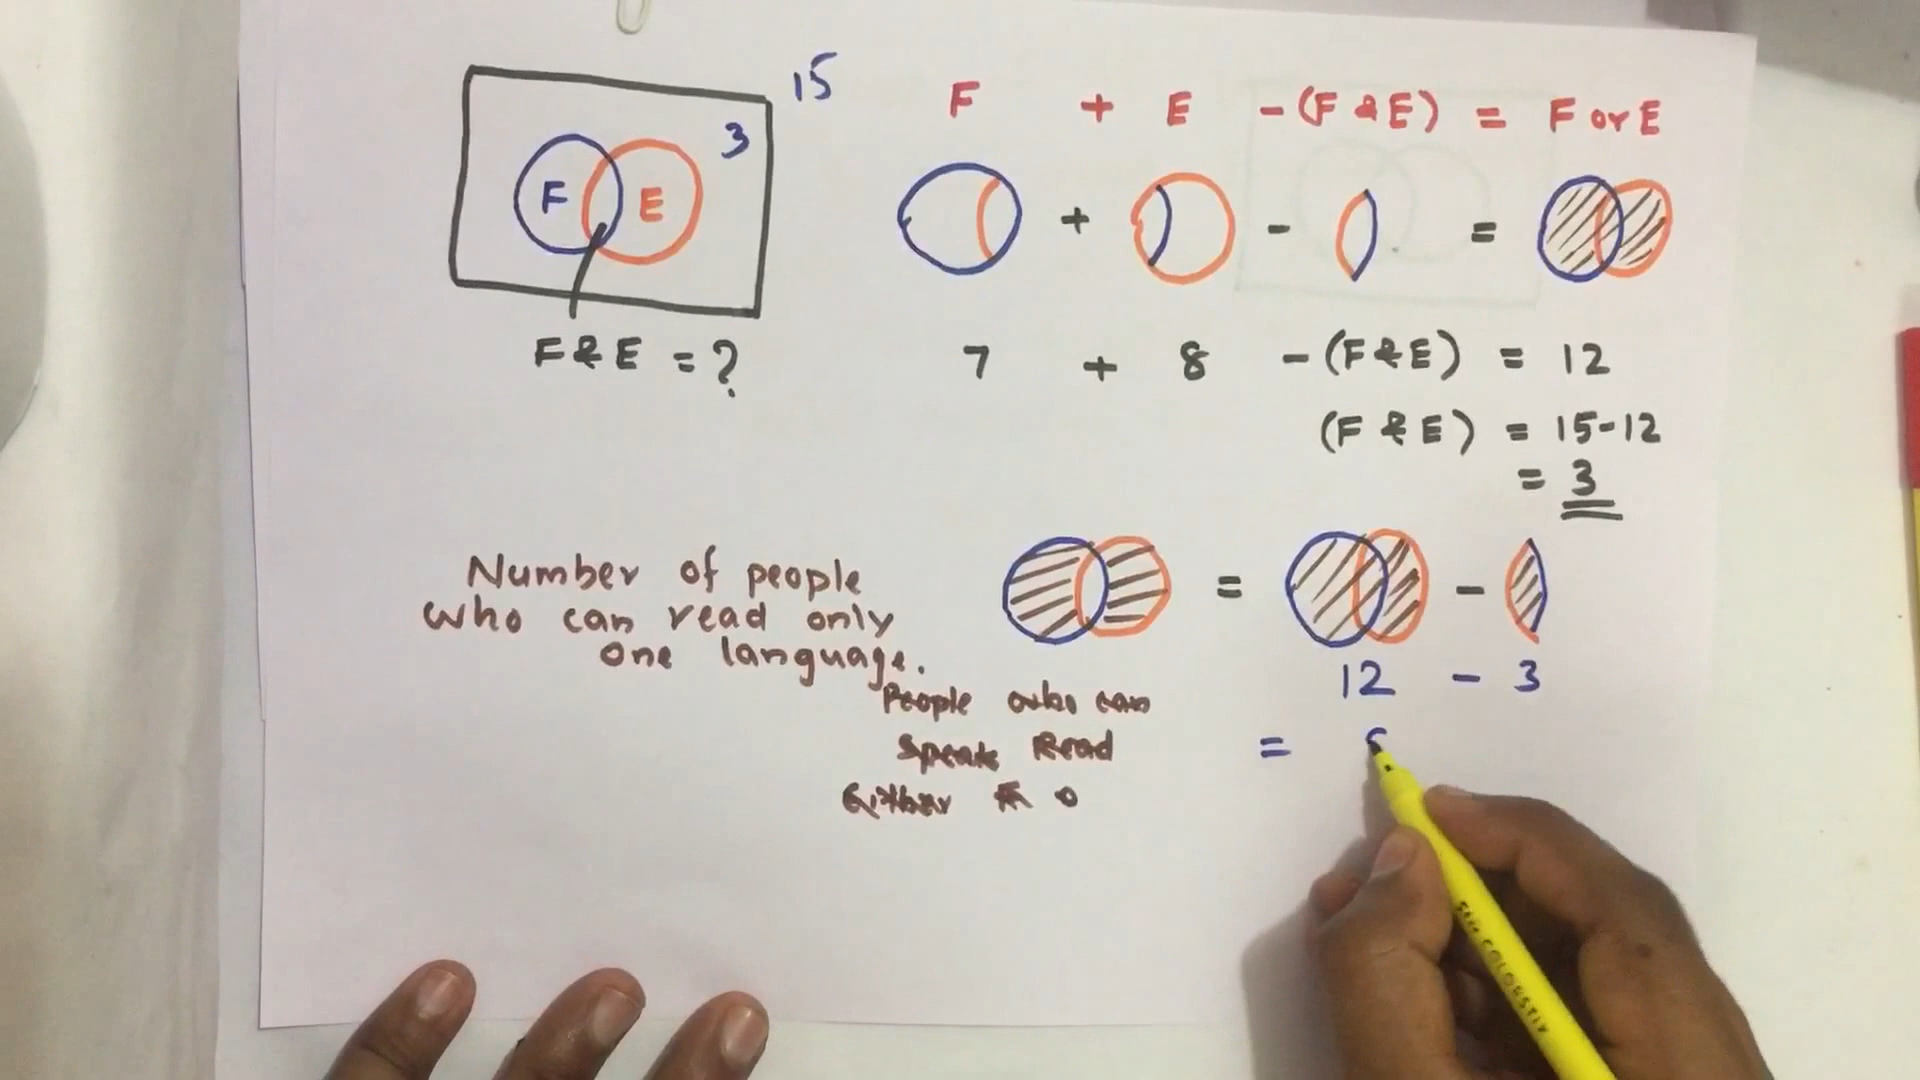 15
3
F E
F & E = ?
F + E - (F & E) = F or E
+ - =
7 + 8 - (F & E) = 12
(F & E) = 15-12
= 3
Number of people
who can read only
one language.
= -
12 - 3
=
People who can
Speak Read
Either